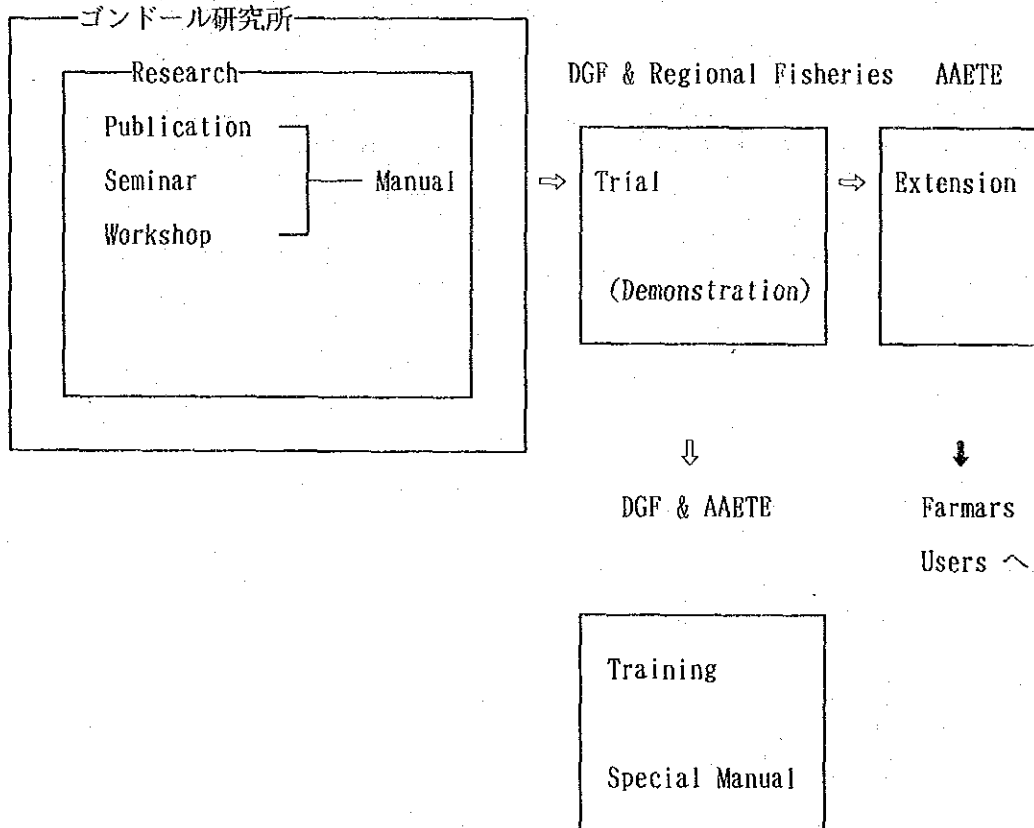 ゴンドール研究所
Research
DGF & Regional Fisheries AAETE
Publication
Seminar
Manual
⇨
Trial
⇨
Extension
Workshop
(Demonstration)
⇩
DGF & AAETE
Farmars
Users へ
Training
Special Manual